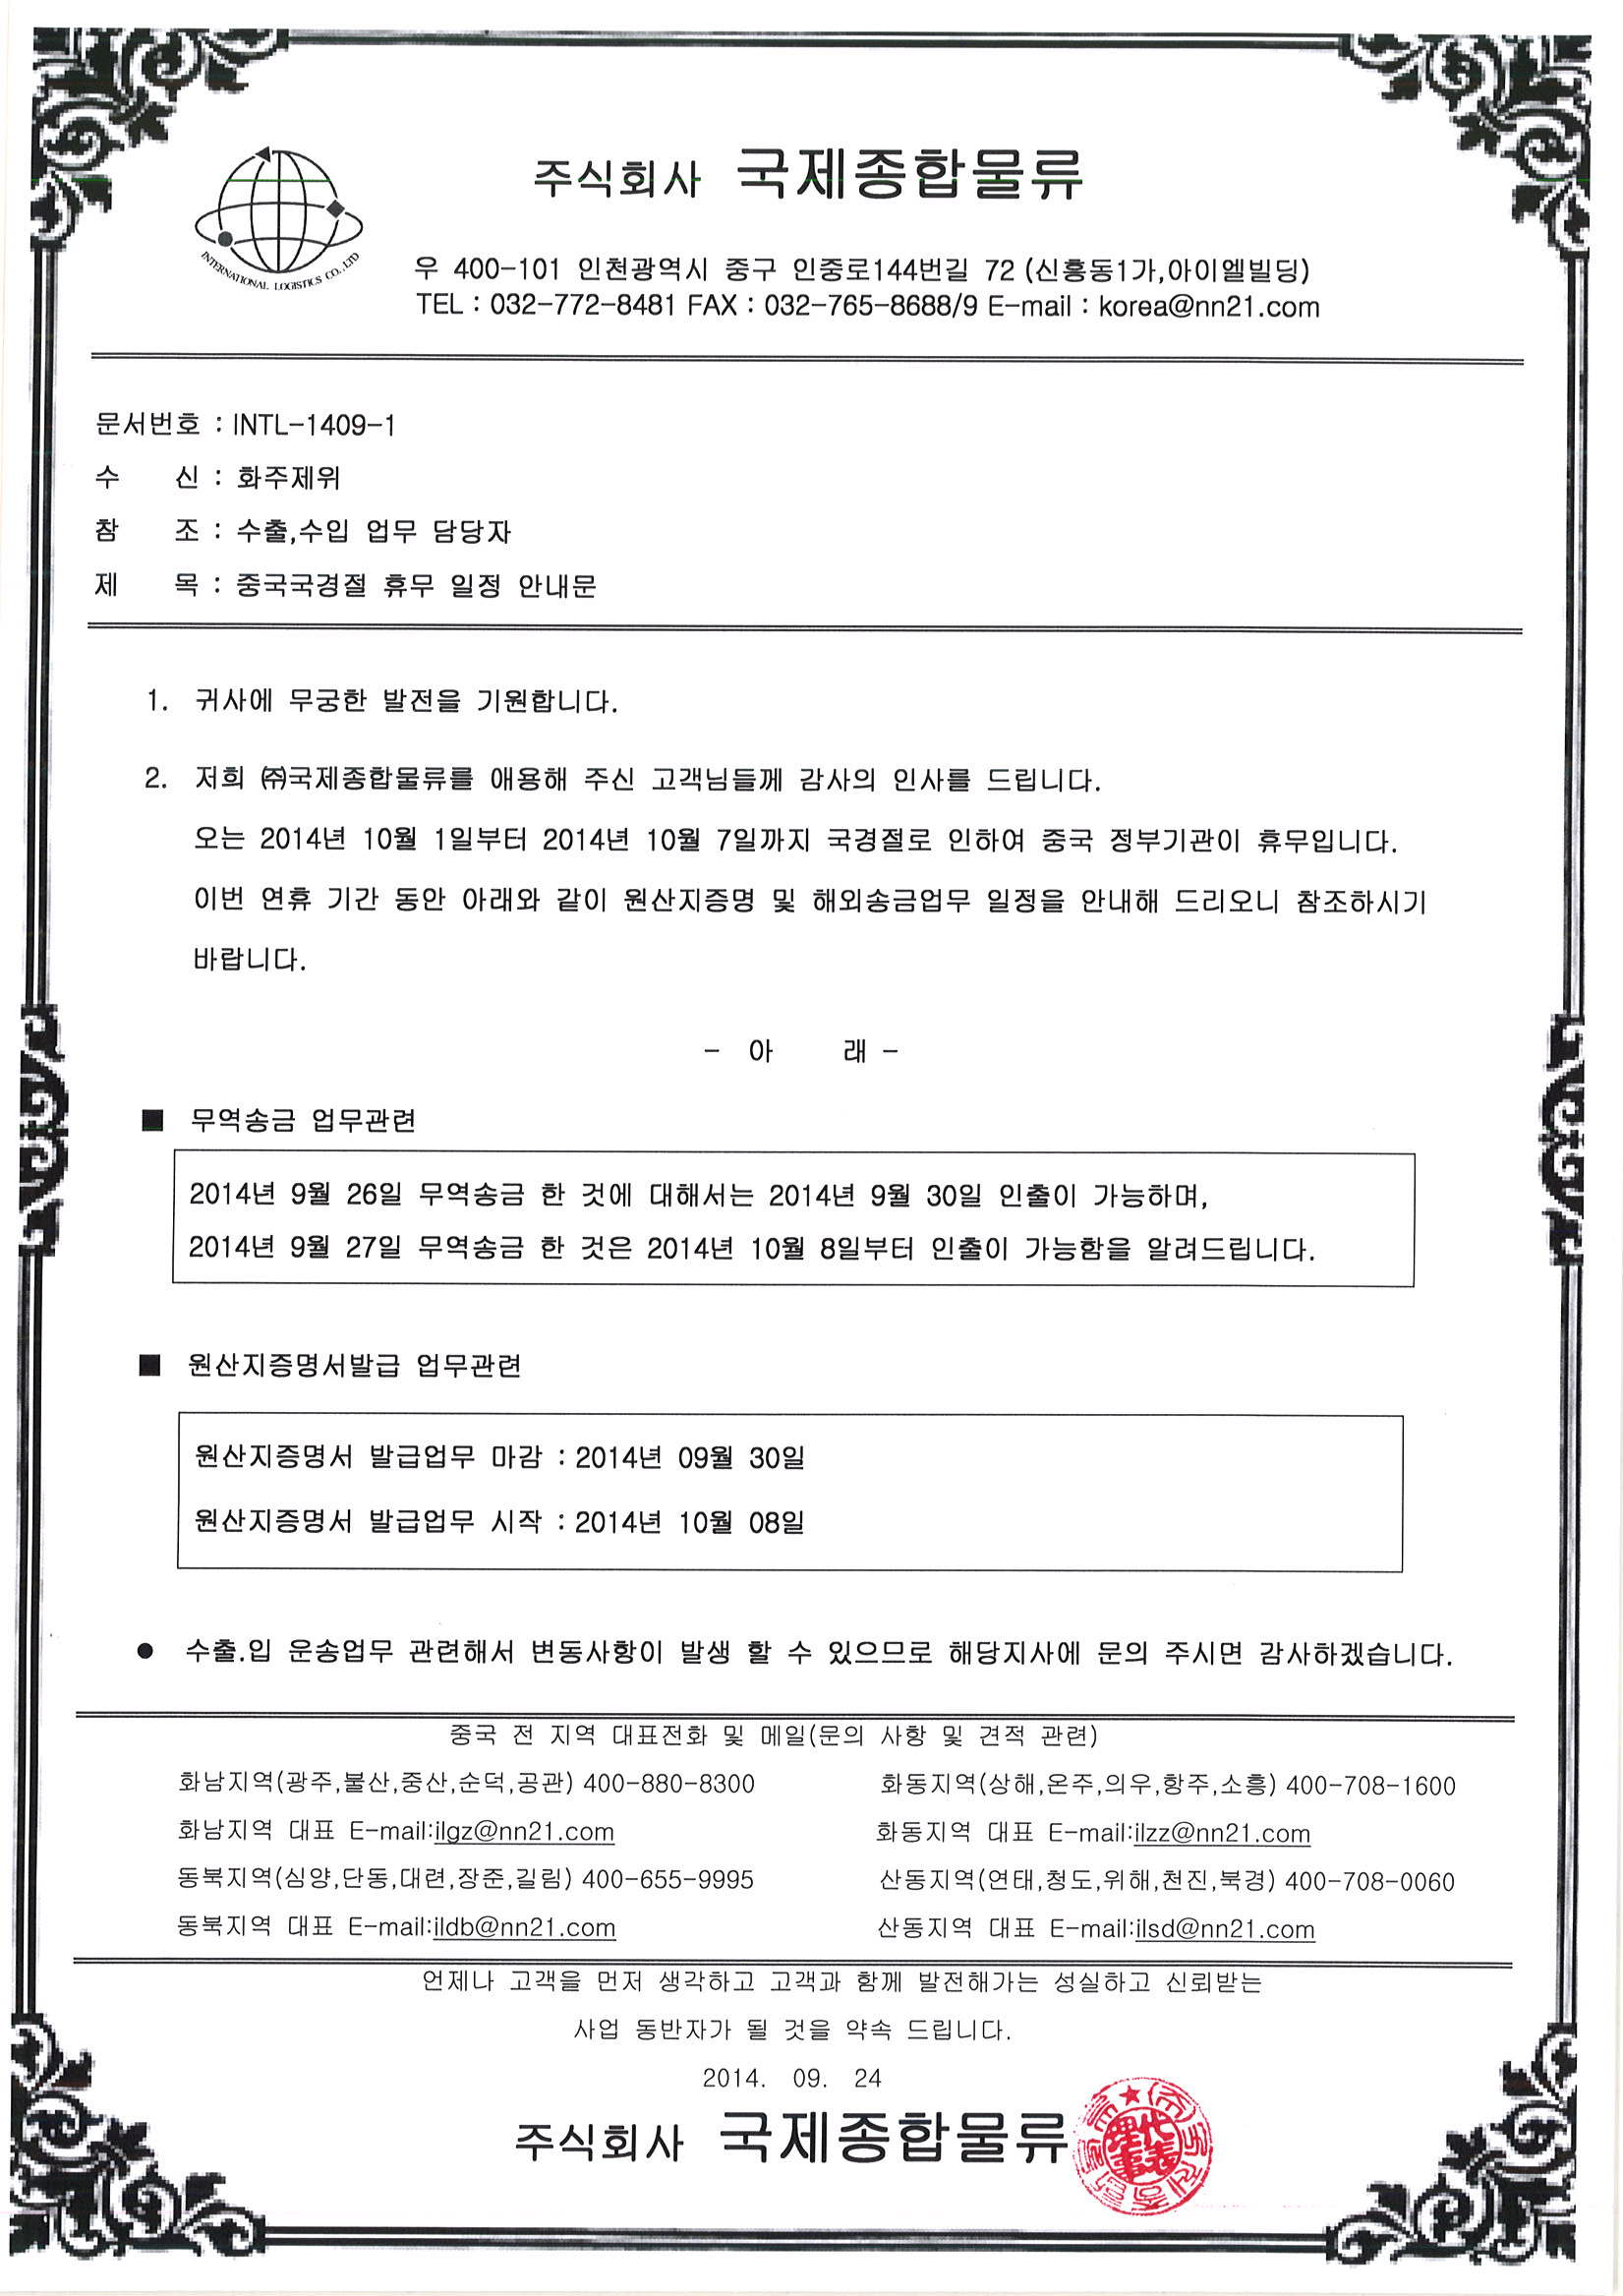 INTERNATIONAL LOGISTICS CO.,LTD
주식회사 국제종합물류
우 400-101 인천광역시 중구 인중로144번길 72 (신흥동1가,아이엘빌딩)
TEL : 032-772-8481 FAX : 032-765-8688/9 E-mail : korea@nn21.com
문서번호 : INTL-1409-1
수 신 : 화주제위
참 조 : 수출,수입 업무 담당자
제 목 : 중국국경절 휴무 일정 안내문
1. 귀사에 무궁한 발전을 기원합니다.
2. 저희 ㈜국제종합물류를 애용해 주신 고객님들께 감사의 인사를 드립니다.
오는 2014년 10월 1일부터 2014년 10월 7일까지 국경절로 인하여 중국 정부기관이 휴무입니다.
이번 연휴 기간 동안 아래와 같이 원산지증명 및 해외송금업무 일정을 안내해 드리오니 참조하시기
바랍니다.
- 아 래 -
■ 무역송금 업무관련
2014년 9월 26일 무역송금 한 것에 대해서는 2014년 9월 30일 인출이 가능하며,
2014년 9월 27일 무역송금 한 것은 2014년 10월 8일부터 인출이 가능함을 알려드립니다.
■ 원산지증명서발급 업무관련
원산지증명서 발급업무 마감 : 2014년 09월 30일
원산지증명서 발급업무 시작 : 2014년 10월 08일
● 수출.입 운송업무 관련해서 변동사항이 발생 할 수 있으므로 해당지사에 문의 주시면 감사하겠습니다.
중국 전 지역 대표전화 및 메일(문의 사항 및 견적 관련)
화남지역(광주,불산,중산,순덕,공관) 400-880-8300 화동지역(상해,온주,의우,항주,소흥) 400-708-1600
화남지역 대표 E-mail:ilgz@nn21.com 화동지역 대표 E-mail:ilzz@nn21.com
동북지역(심양,단동,대련,장준,길림) 400-655-9995 산동지역(연태,청도,위해,천진,북경) 400-708-0060
동북지역 대표 E-mail:ildb@nn21.com 산동지역 대표 E-mail:ilsd@nn21.com
언제나 고객을 먼저 생각하고 고객과 함께 발전해가는 성실하고 신뢰받는
사업 동반자가 될 것을 약속 드립니다.
2014. 09. 24
주식회사 국제종합물류